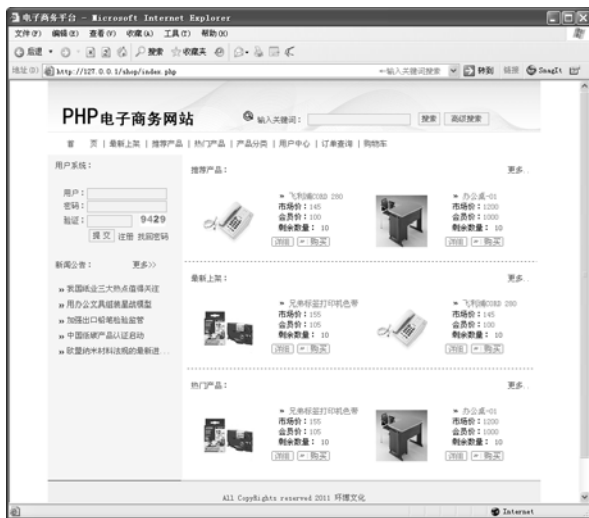 电子商务平台 - Microsoft Internet Explorer
文件(F) 编辑(E) 查看(V) 收藏(A) 工具(T) 帮助(H)
后退 搜索 收藏夹
地址(D) http://127.0.0.1/shop/index.php 输入关键词搜索 转到 链接 SnagIt
PHP电子商务网站
输入关键词： 搜索 高级搜索
首 页 | 最新上架 | 推荐产品 | 热门产品 | 产品分类 | 用户中心 | 订单查询 | 购物车
用户系统：
用户：
密码：
验证： 9429
提交 注册 找回密码
新闻公告： 更多>>
» 我国纸业三大热点值得关注
» 用办公文具组装星战模型
» 加强出口铅笔检验监管
» 中国低碳产品认证启动
» 欧盟纳米材料法规的最新进...
推荐产品： 更多..
» 飞利浦CORD 280
市场价：145
会员价：100
剩余数量： 10
详细 购买
» 办公桌-01
市场价：1200
会员价：1000
剩余数量： 10
详细 购买
最新上架： 更多..
» 兄弟标签打印机色带
市场价：155
会员价：105
剩余数量： 10
详细 购买
» 飞利浦CORD 280
市场价：145
会员价：100
剩余数量： 10
详细 购买
热门产品： 更多..
» 兄弟标签打印机色带
市场价：155
会员价：105
剩余数量： 10
详细 购买
» 办公桌-01
市场价：1200
会员价：1000
剩余数量： 10
详细 购买
All CopyRights reserved 2011 环博文化
Internet